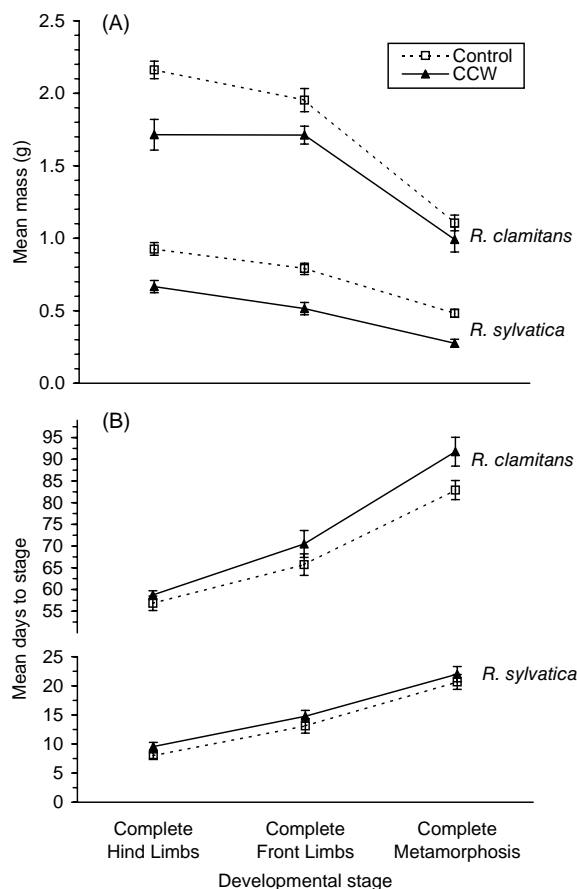 (A)
Control
CCW
2.5
2.0
1.5
1.0
0.5
0.0
Mean mass (g)
R. clamitans
R. sylvatica
(B)
95
90
85
80
75
70
65
60
55
25
20
15
10
5
0
Mean days to stage
R. clamitans
R. sylvatica
Complete Complete Complete
Hind Limbs Front Limbs Metamorphosis
Developmental stage